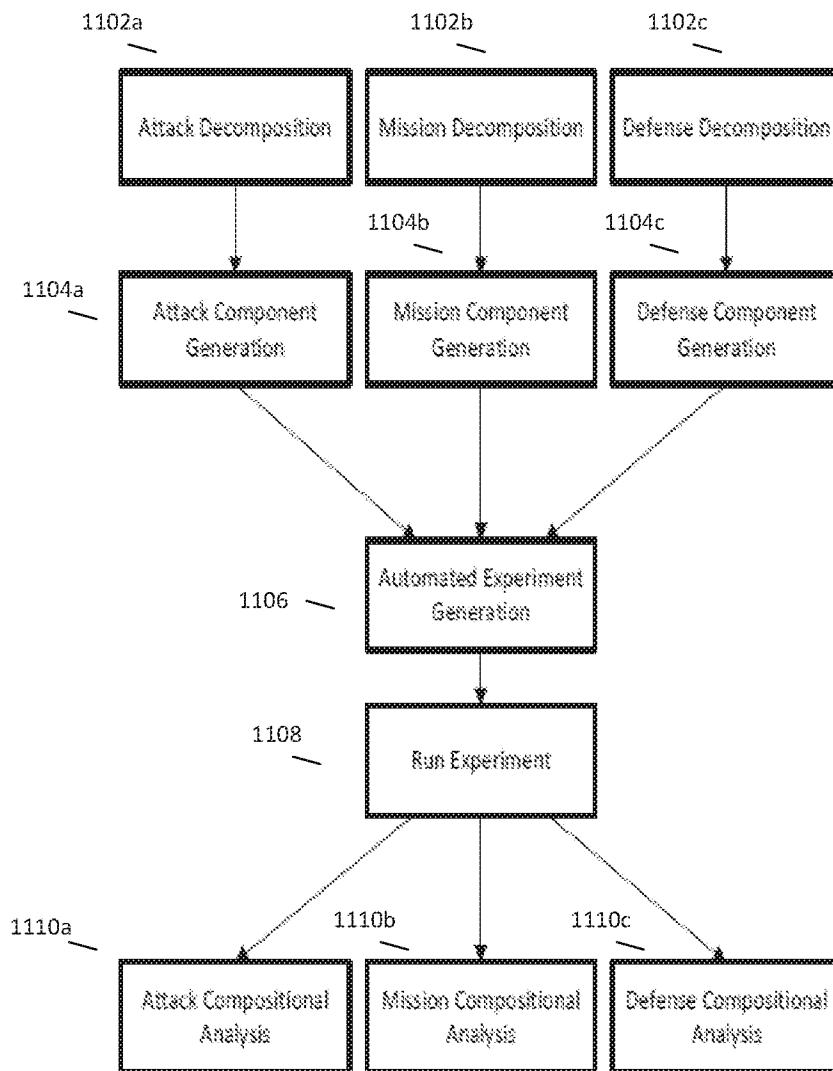 1102a
1102b
1102c
Attack Decomposition
Mission Decomposition
Defense Decomposition
1104b
1104c
1104a
Attack Component
Generation
Mission Component
Generation
Defense Component
Generation
1106
Automated Experiment
Generation
1108
Run Experiment
1110a
1110b
1110c
Attack Compositional
Analysis
Mission Compositional
Analysis
Defense Compositional
Analysis